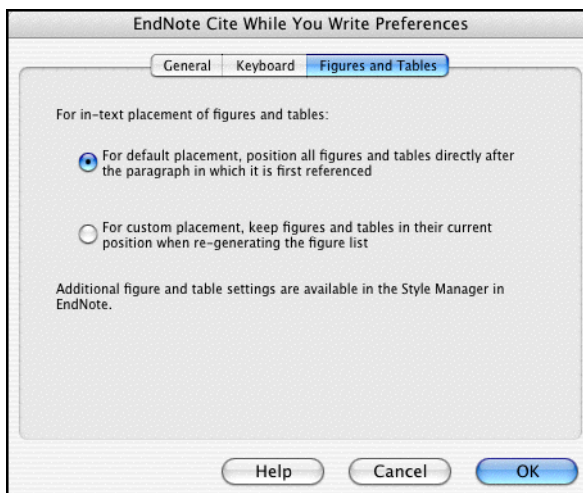 EndNote Cite While You Write Preferences
General Keyboard Figures and Tables
For in-text placement of figures and tables:
For default placement, position all figures and tables directly after
the paragraph in which it is first referenced
For custom placement, keep figures and tables in their current
position when re-generating the figure list
Additional figure and table settings are available in the Style Manager in
EndNote.
Help Cancel OK